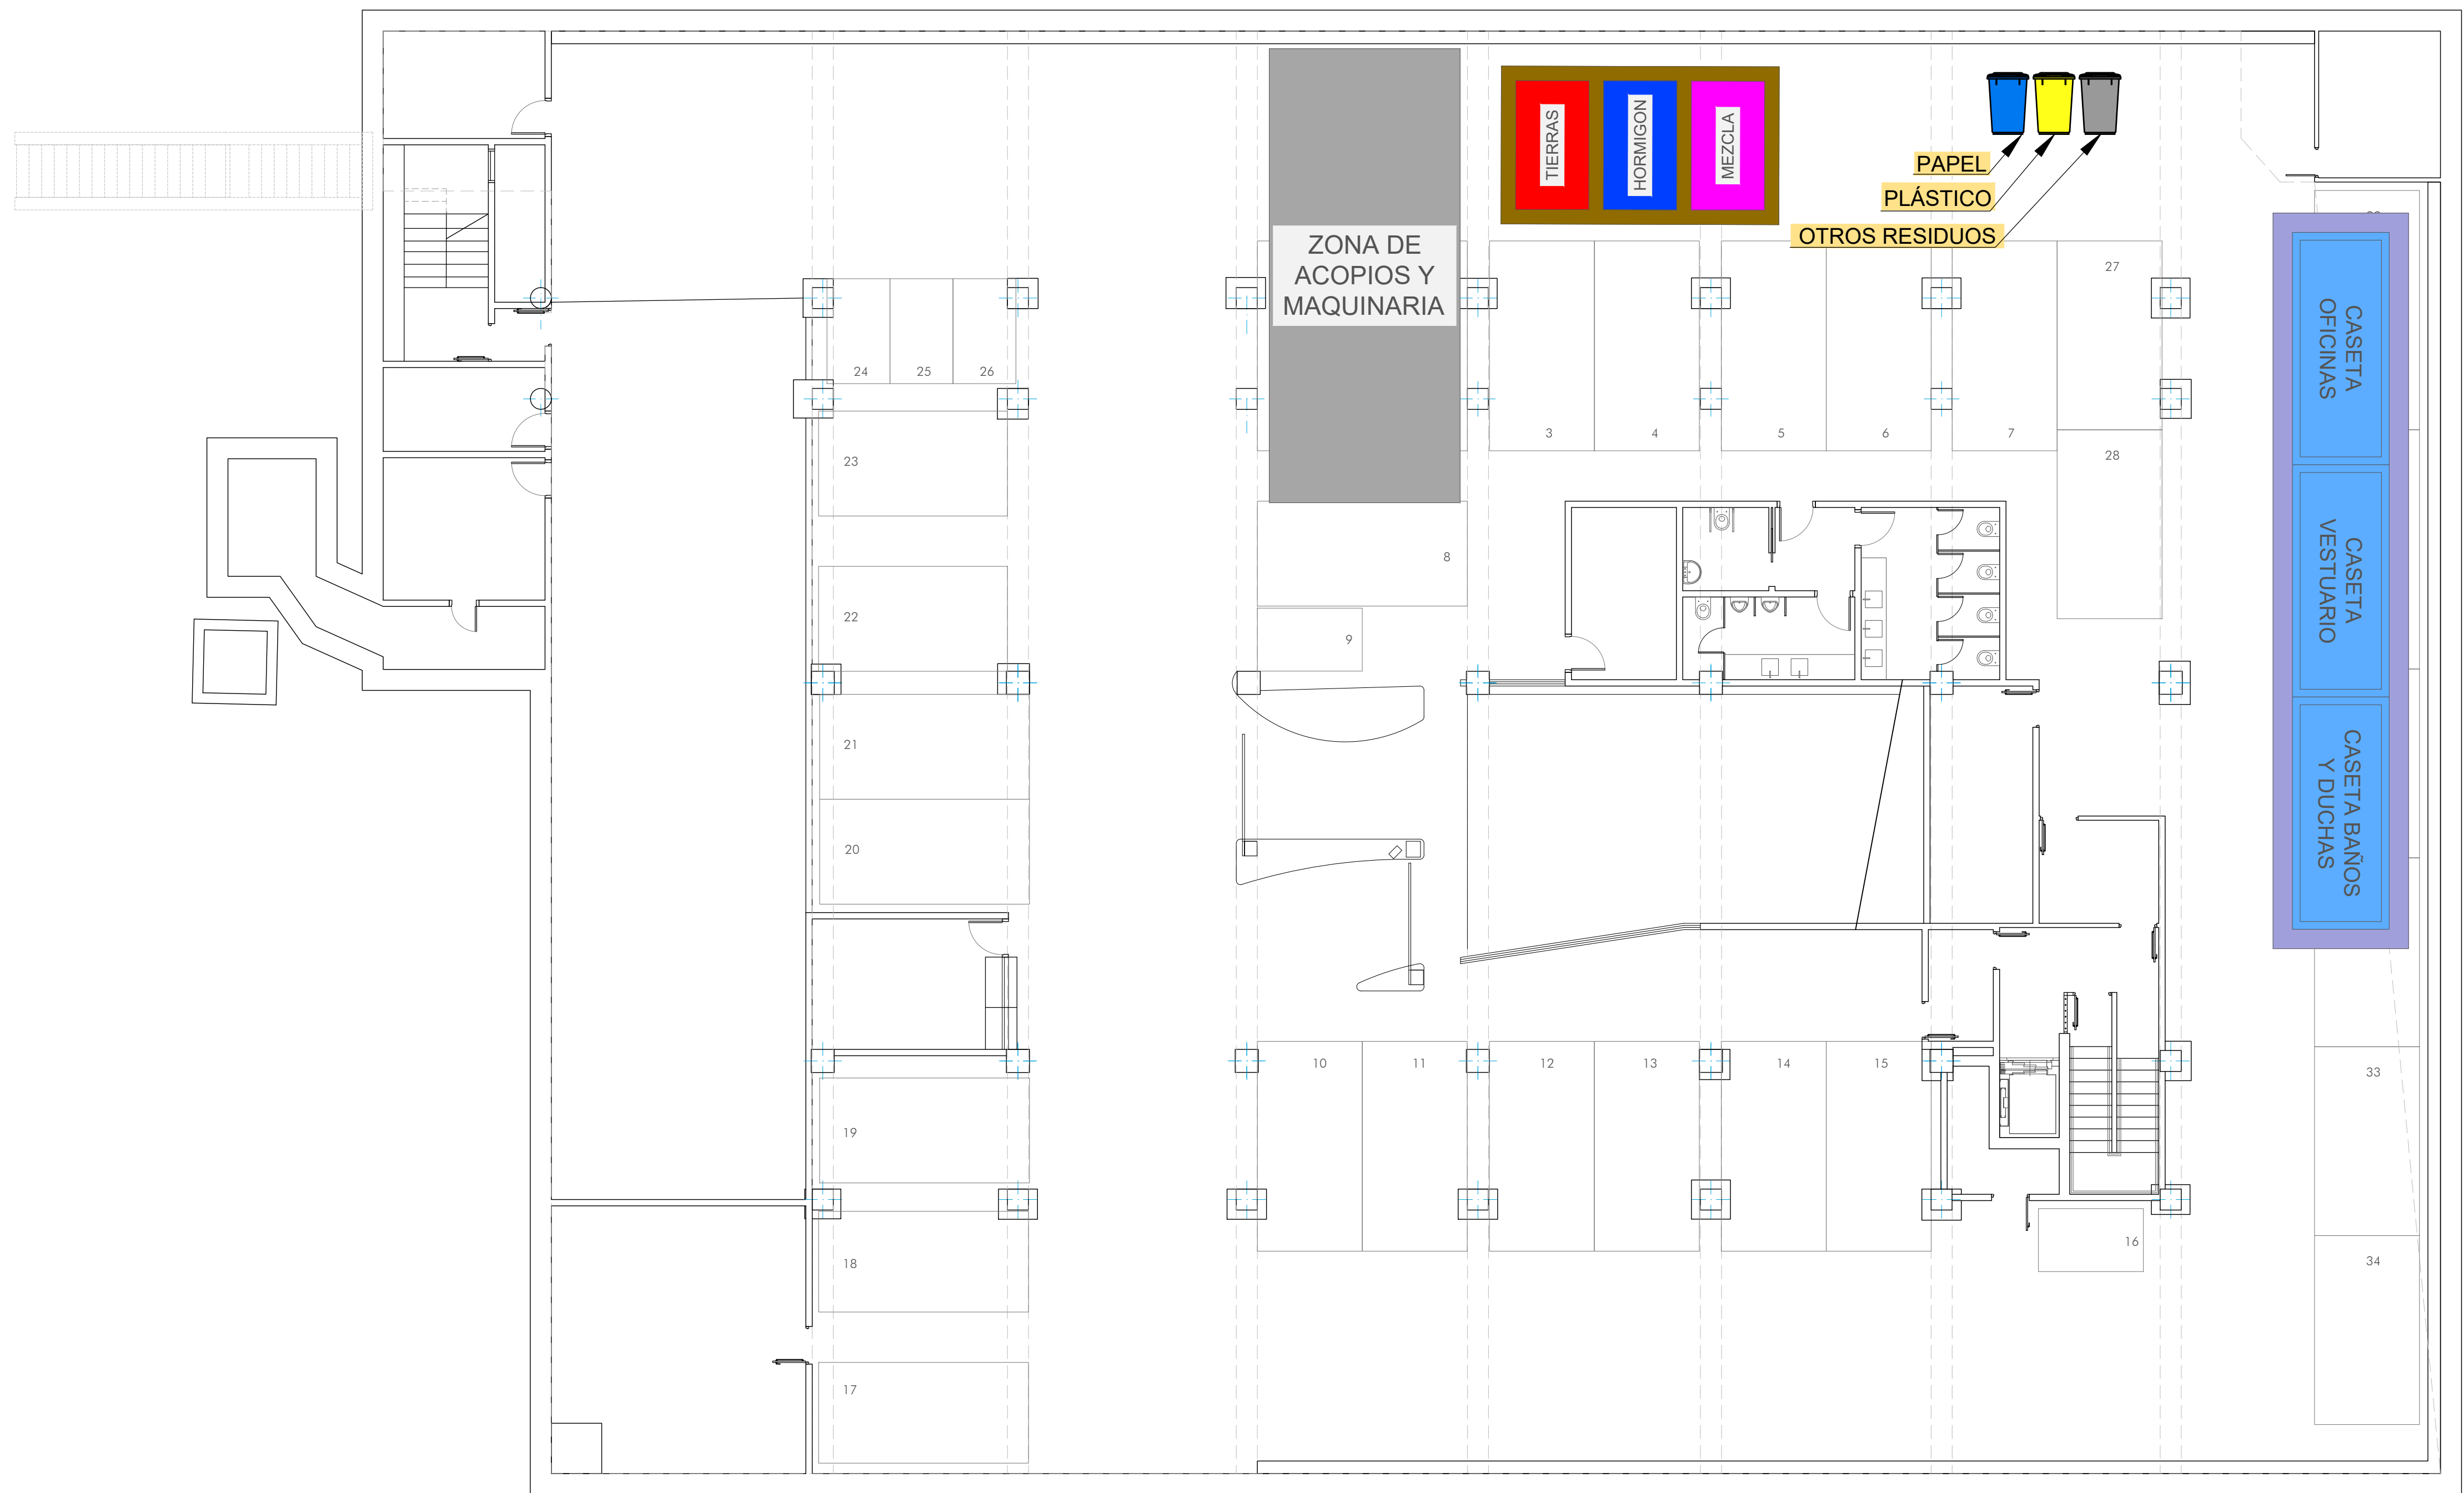 TIERRAS
HORMIGON
MEZCLA
PAPEL
PLÁSTICO
OTROS RESIDUOS
ZONA DE
ACOPIOS Y
MAQUINARIA
CASETA
OFICINAS
CASETA
VESTUARIO
CASETA BAÑOS
Y DUCHAS
27
24
25
26
3
4
5
6
7
28
23
8
22
9
21
20
10
11
12
13
14
15
33
19
16
18
34
17